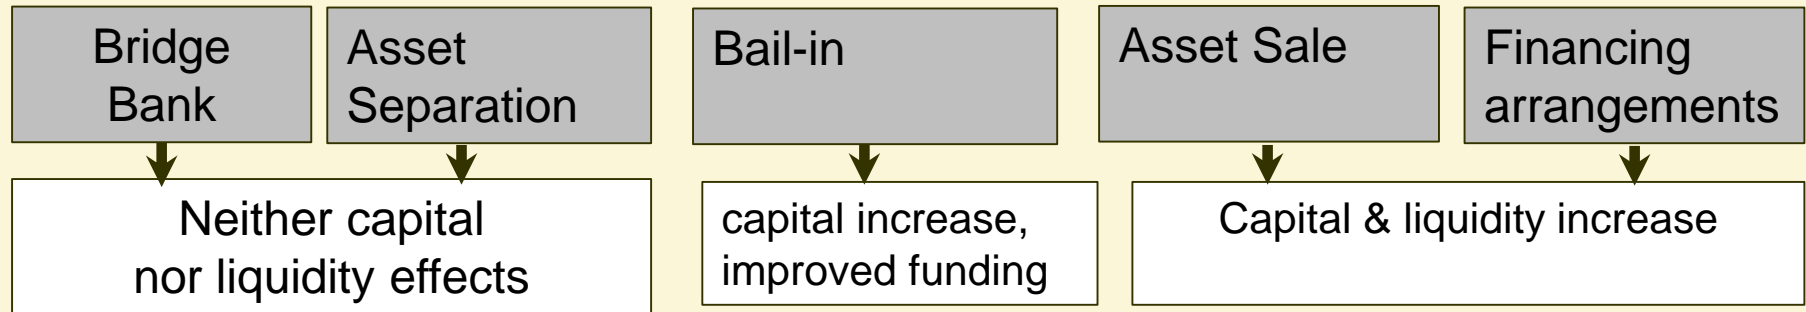 Bridge
Bank
Asset
Separation
Bail-in
Asset Sale
Financing
arrangements
Neither capital
nor liquidity effects
capital increase,
improved funding
Capital & liquidity increase